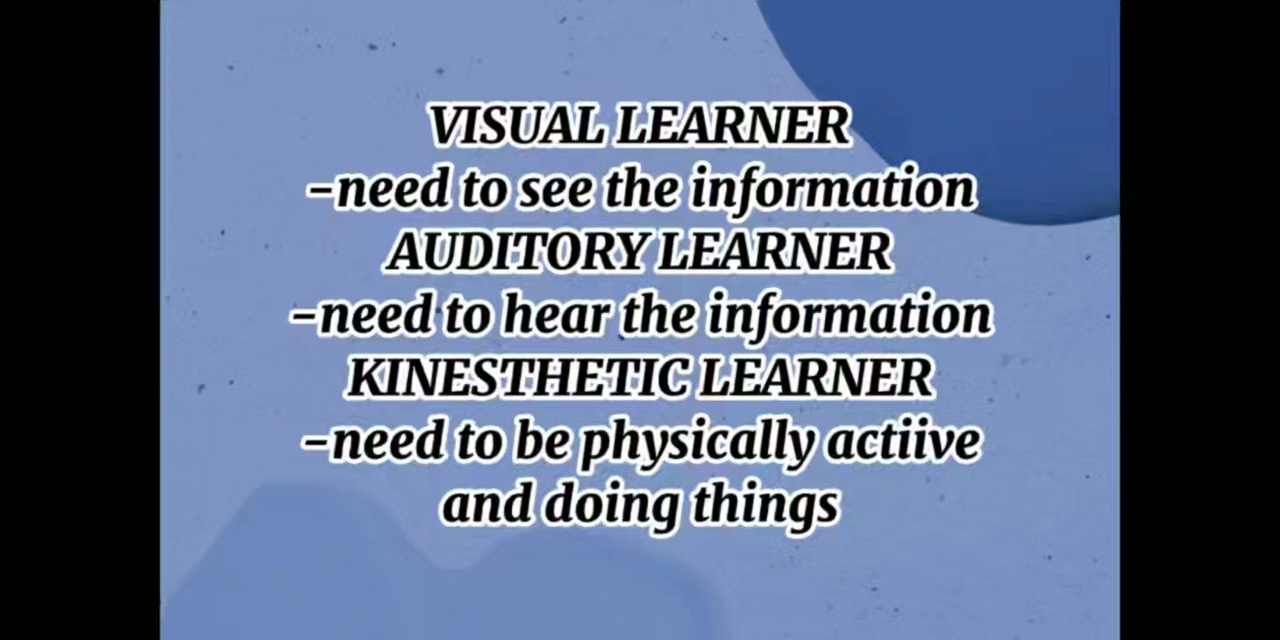 VISUAL LEARNER
-need to see the information
AUDITORY LEARNER
-need to hear the information
KINESTHETIC LEARNER
-need to be physically actiive
and doing things